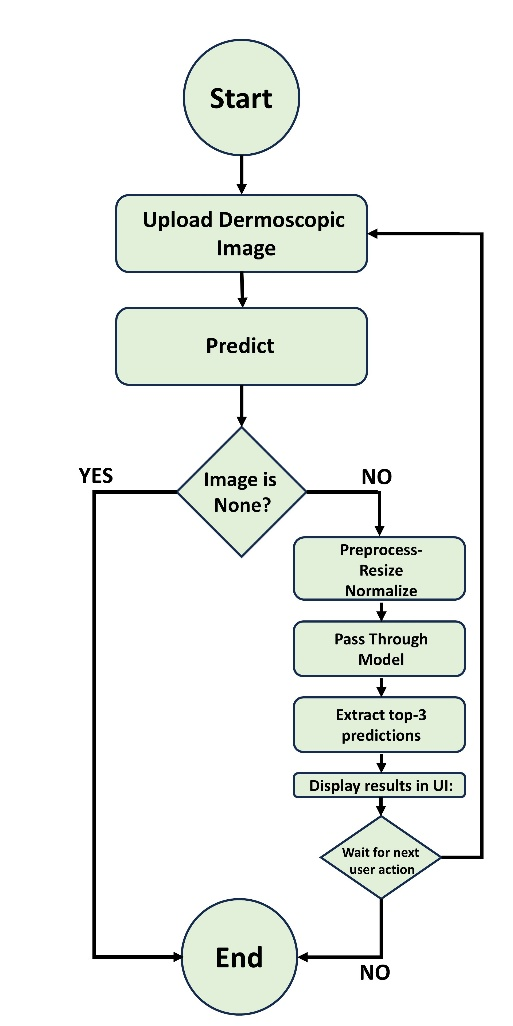 Start
Upload Dermoscopic
Image
Predict
Image is
None?
YES
NO
Preprocess-
Resize
Normalize
Pass Through
Model
Extract top-3
predictions
Display results in UI:
Wait for next
user action
NO
End